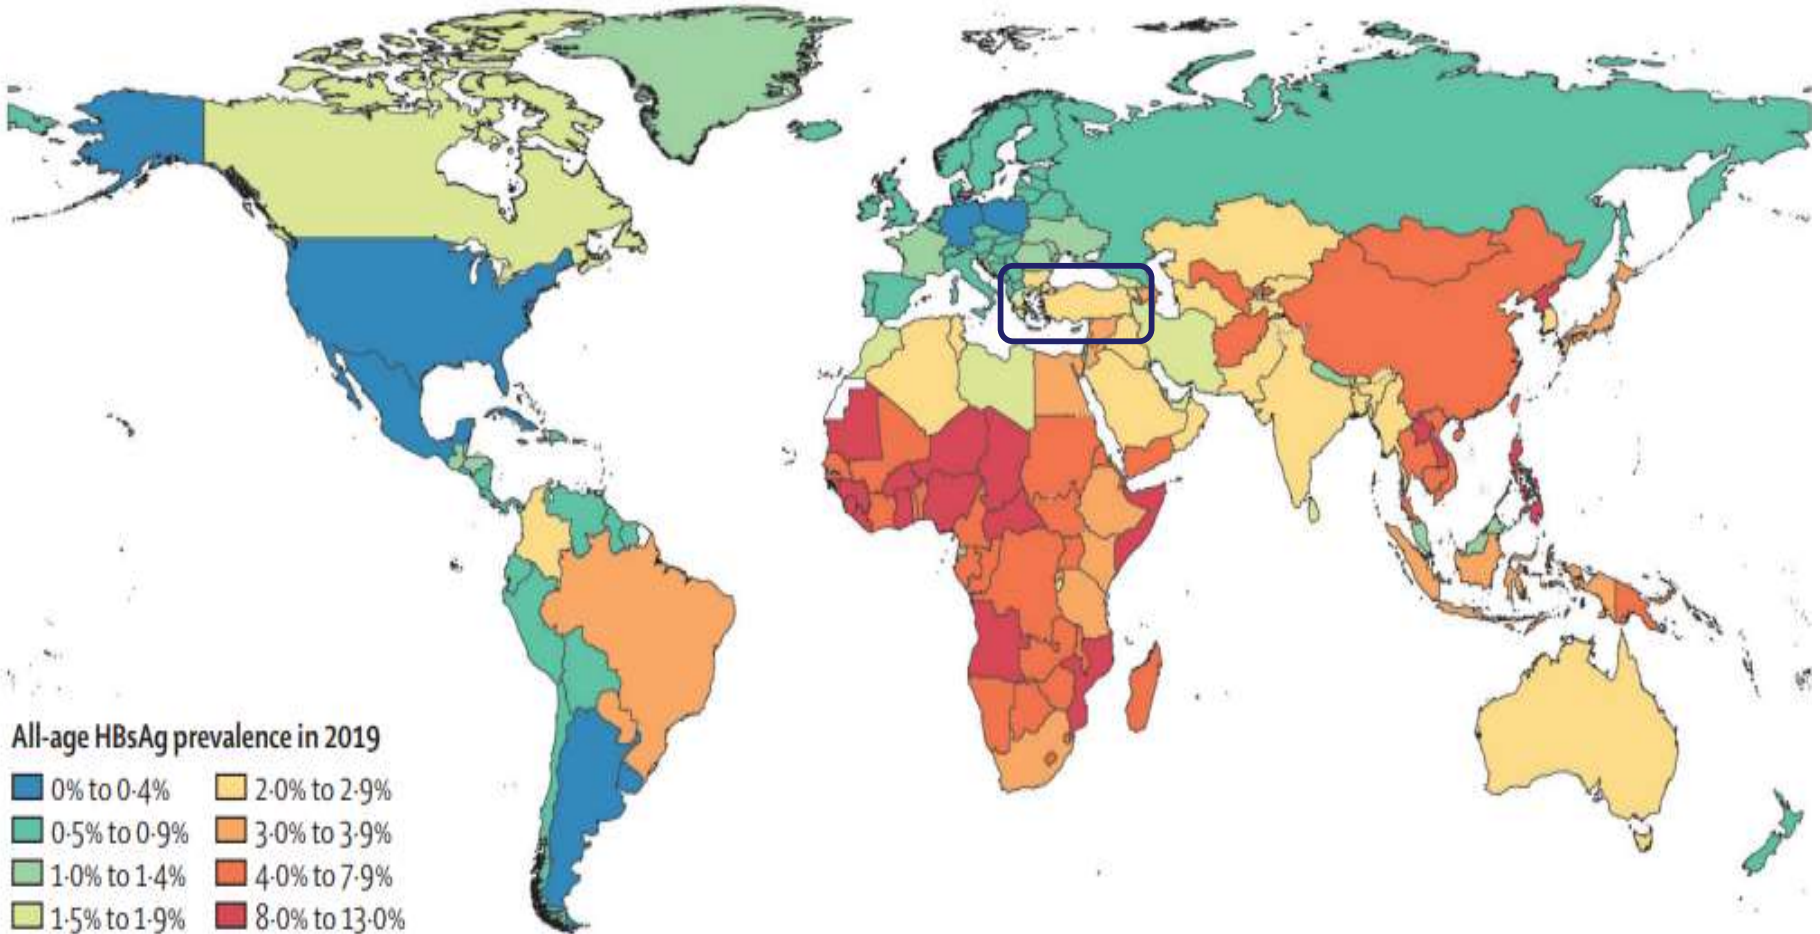 All-age HBsAg prevalence in 2019
0% to 0·4%
0·5% to 0·9%
1·0% to 1·4%
1·5% to 1·9%
2·0% to 2·9%
3·0% to 3·9%
4·0% to 7·9%
8·0% to 13·0%